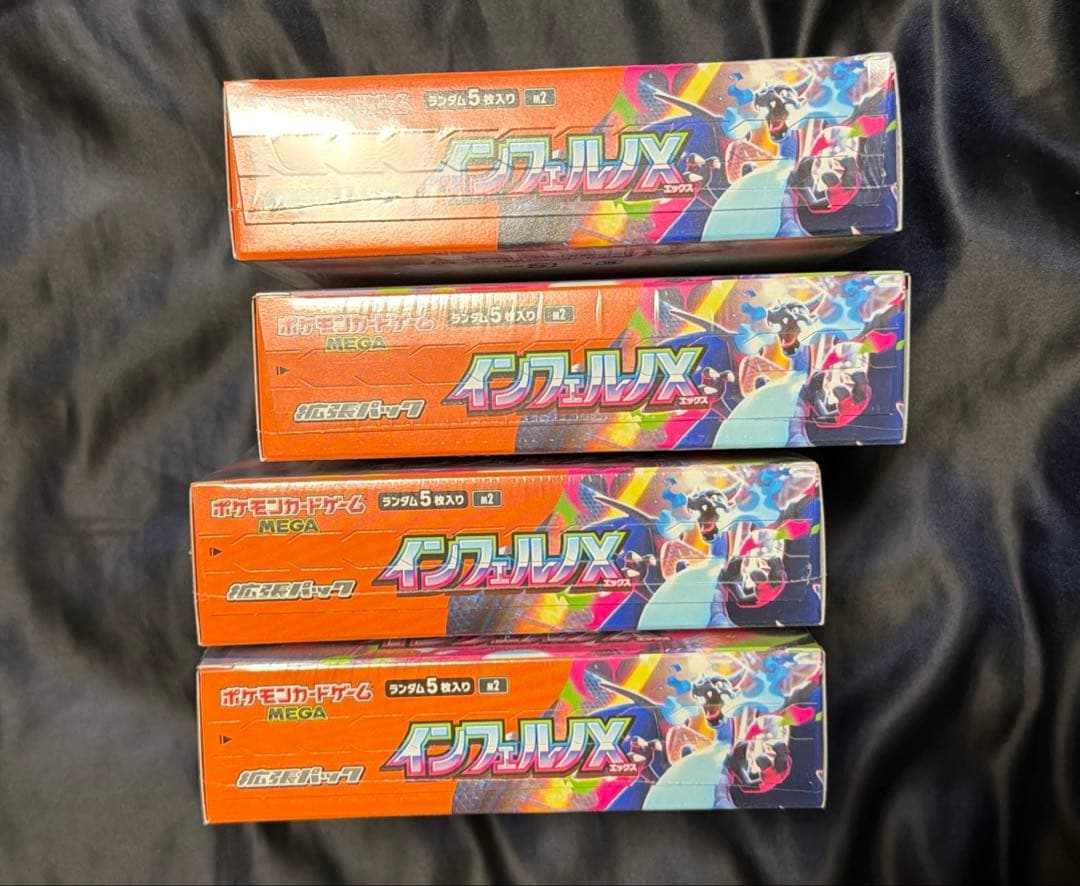 ードゲーム
ランダム5枚入り M2
インフェルノX
エックス
ポケモンカードゲーム
MEGA
ランダム5枚入り M2
インフェルノX
エックス
拡張パック
ポケモンカードゲーム
MEGA
ランダム5枚入り M2
インフェルノX
エックス
拡張パック
ポケモンカードゲーム
MEGA
ランダム5枚入り M2
インフェルノX
エックス
拡張パック